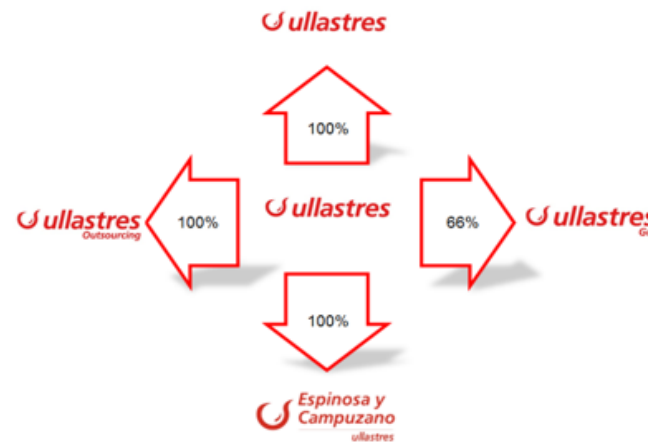 ullastres
100%
ullastres
Outsourcing
100%
ullastres
66%
ullastres
100%
Espinosa y
Campuzano
ullastres